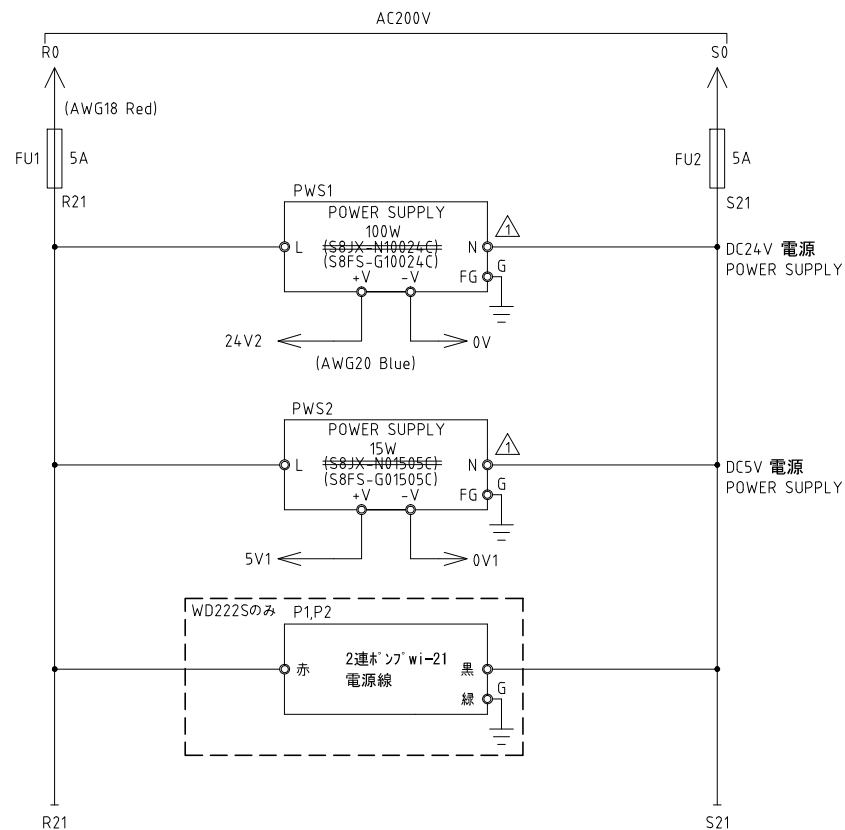 AC200V
R0
S0
(AWG18 Red)
FU1 5A
FU2 5A
R21
S21
PWS1
POWER SUPPLY
100W
(S8JX-N10024C)
(S8FS-G10024C)
L
N
1
FG
G
+V -V
DC24V 電源
POWER SUPPLY
24V2
0V
(AWG20 Blue)
PWS2
POWER SUPPLY
15W
(S8JX-N01505C)
(S8FS-G01505C)
L
N
1
FG
G
+V -V
DC5V 電源
POWER SUPPLY
5V1
0V1
WD222Sのみ P1,P2
2連ポンプwi-21
電源線
赤
黒
緑
G
R21
S21